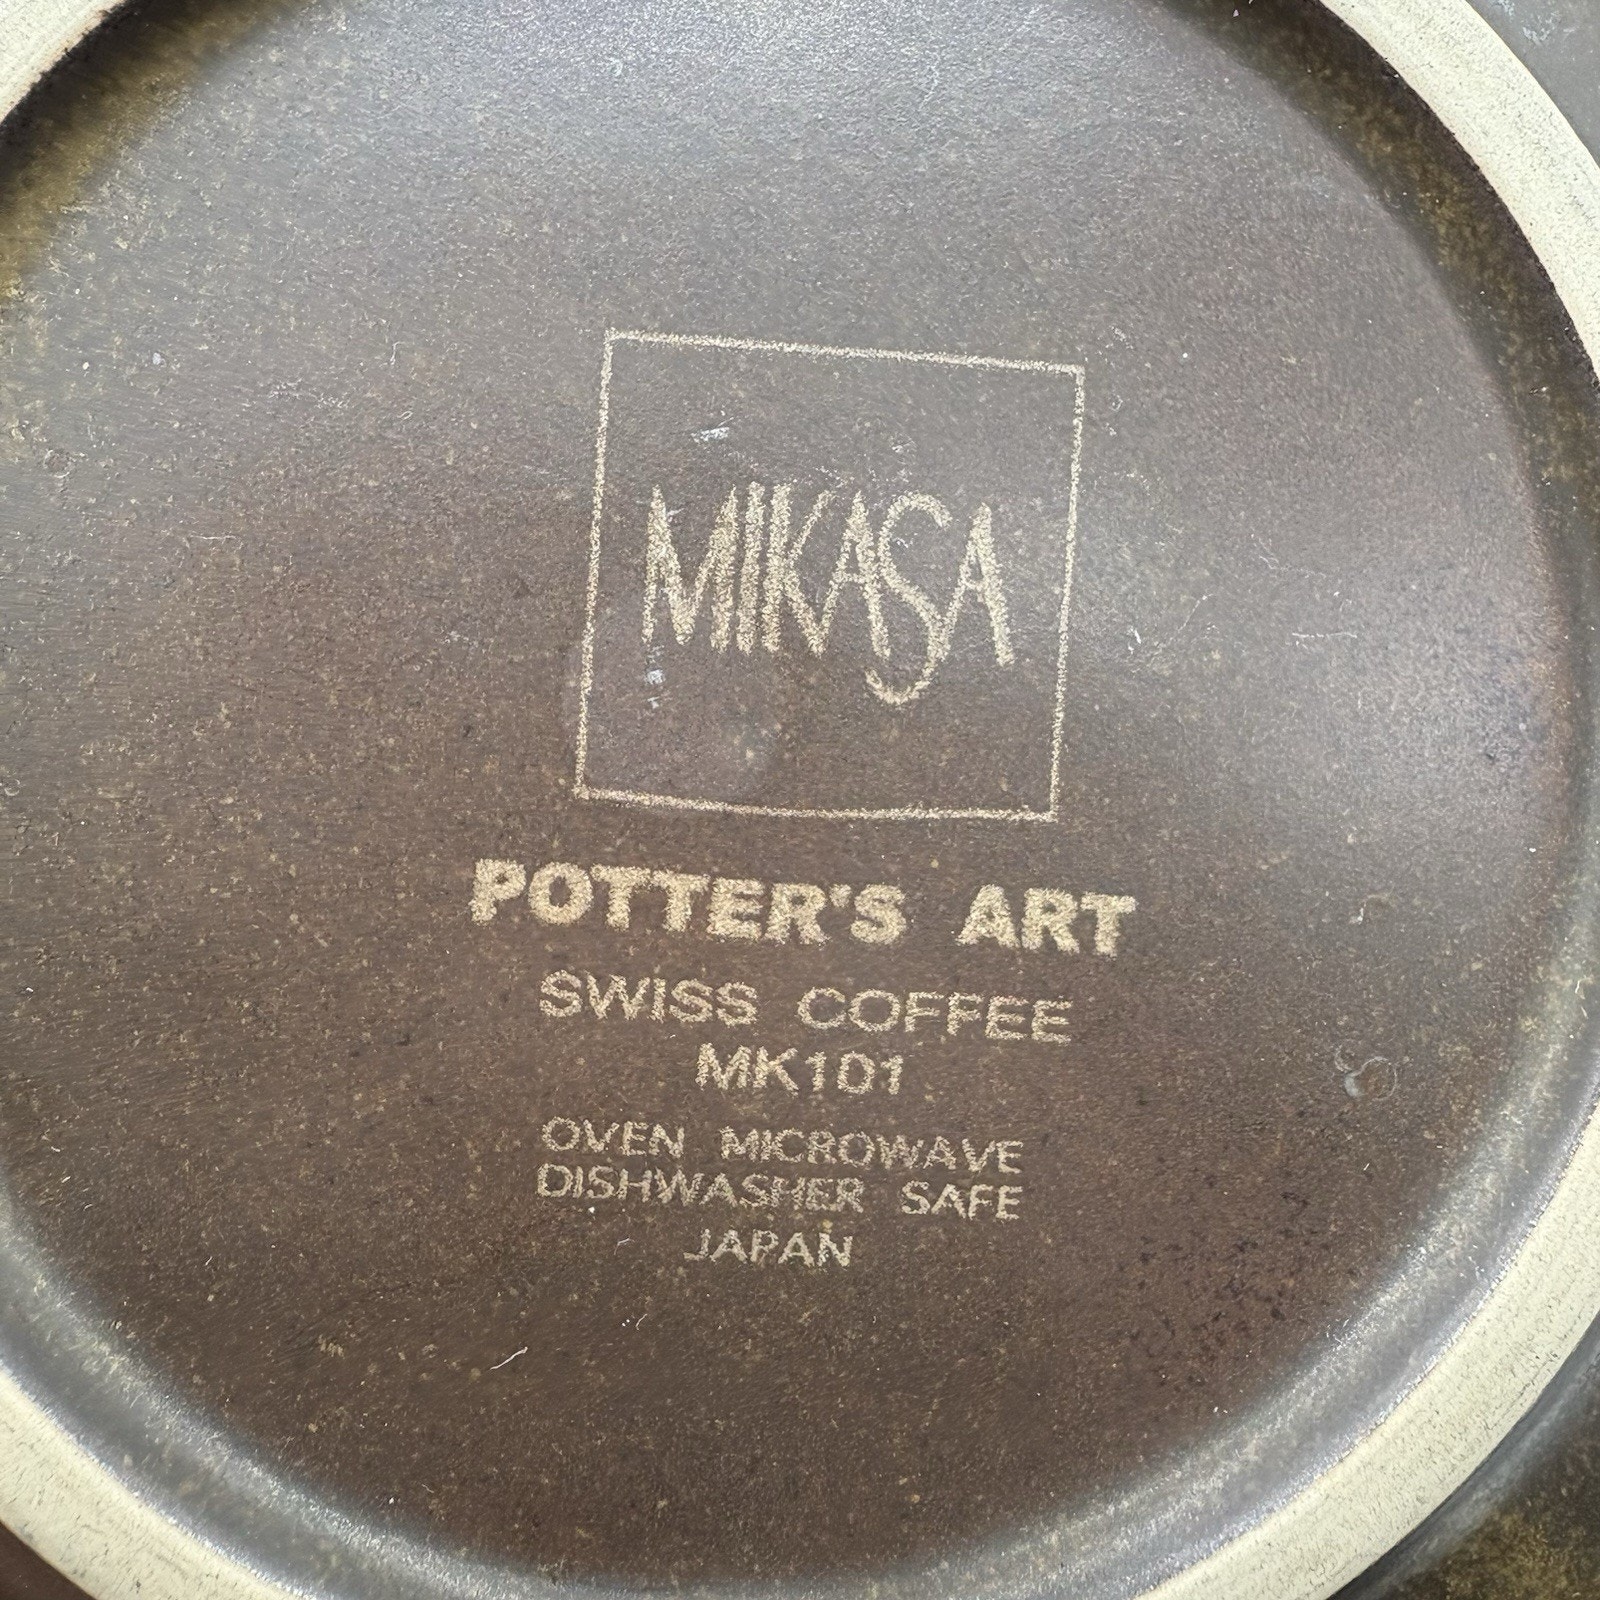 MIKASA
POTTER'S ART
SWISS COFFEE
MK101
OVEN MICROWAVE
DISHWASHER SAFE
JAPAN